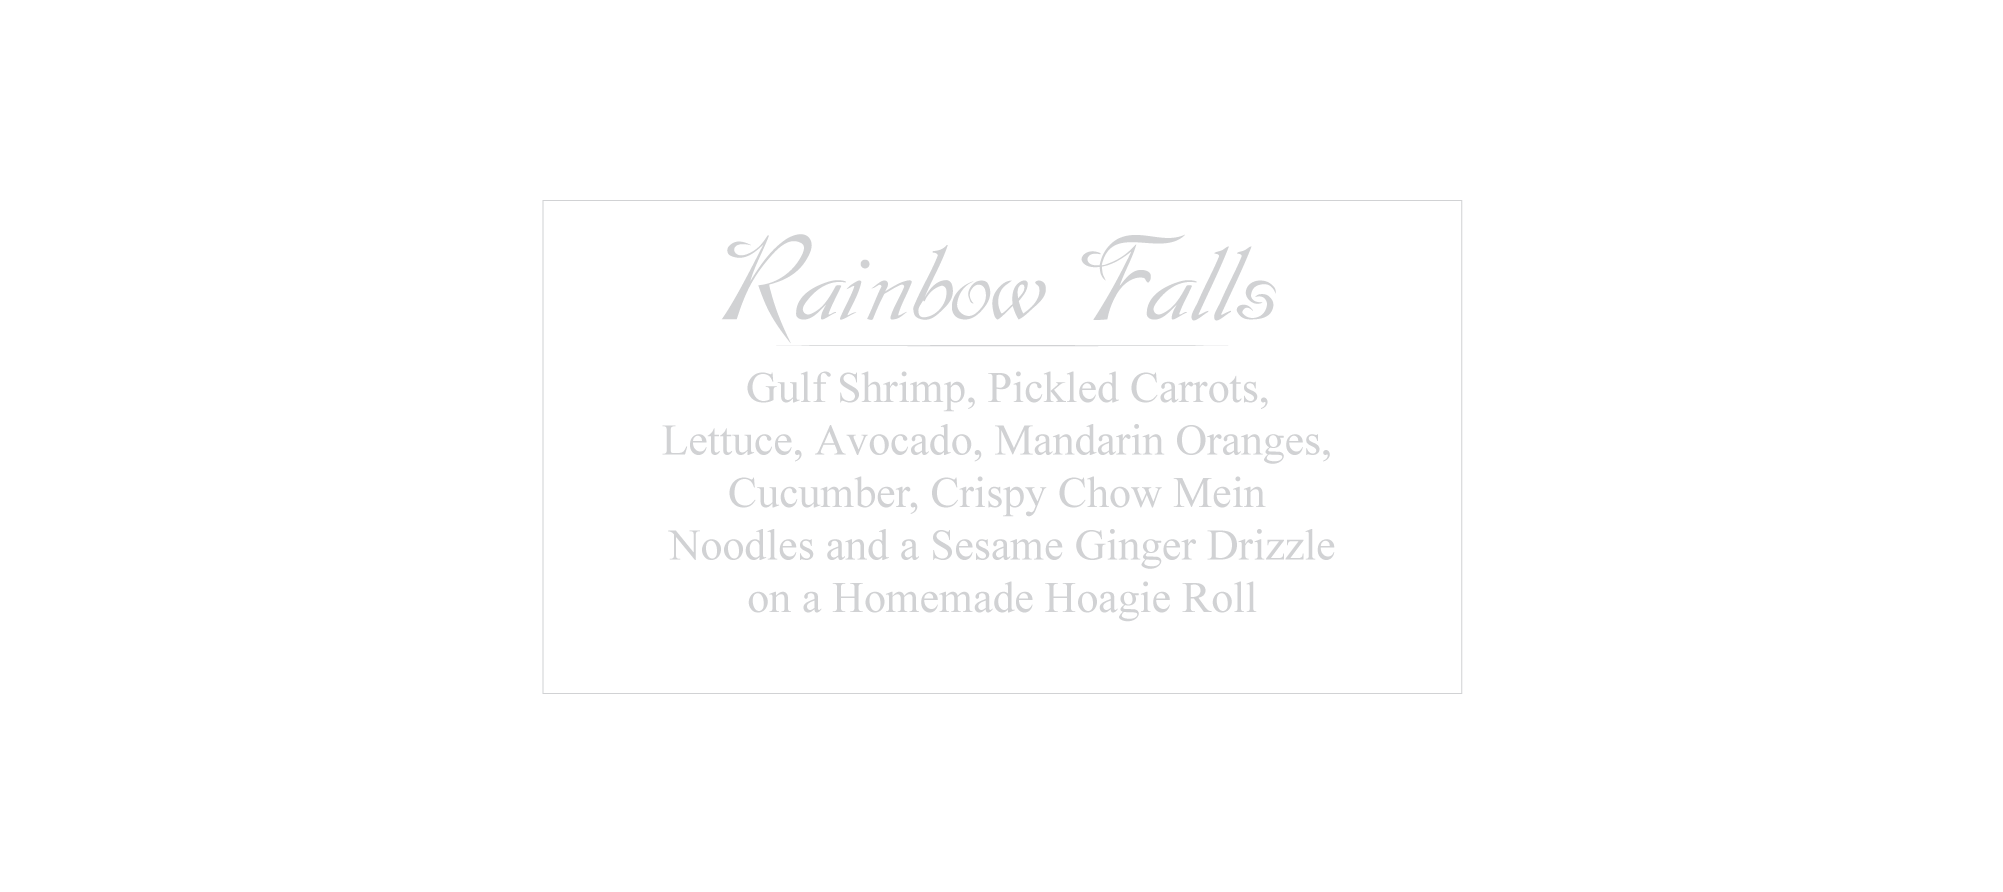 Rainbow Falls
Gulf Shrimp, Pickled Carrots,
Lettuce, Avocado, Mandarin Oranges,
Cucumber, Crispy Chow Mein
Noodles and a Sesame Ginger Drizzle
on a Homemade Hoagie Roll